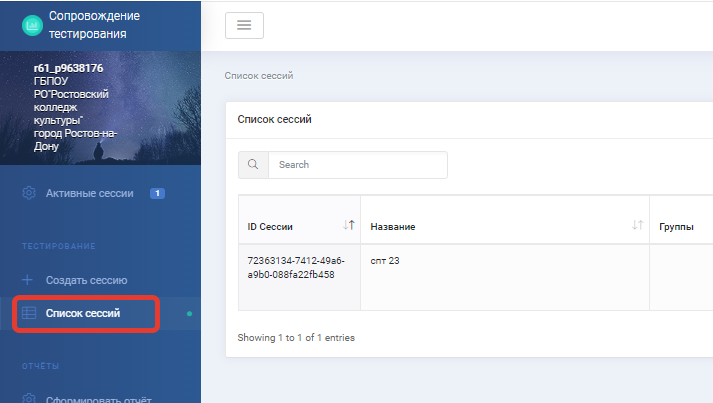 Сопровождение
тестирования
r61_p9638176
ГБПОУ
РО"Ростовский
колледж
культуры"
город Ростов-на-
Дону
Активные сессии 1
ТЕСТИРОВАНИЕ
Создать сессию
Список сессий
ОТЧЁТЫ
Сформировать отчёт
Список сессий
Список сессий
Search
ID Сессии Название Группы
72363134-7412-49a6-
a9b0-088fa22fb458
спт 23
Showing 1 to 1 of 1 entries